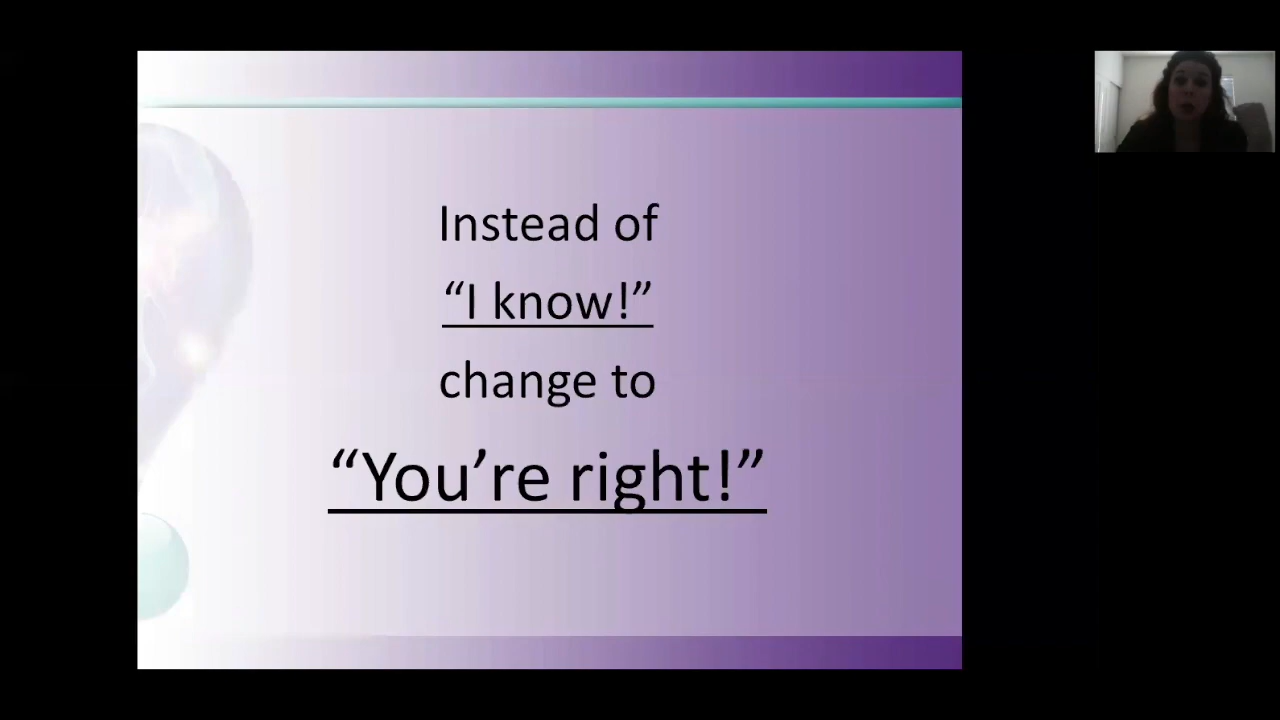 Instead of
“I know!”
change to
“You’re right!”